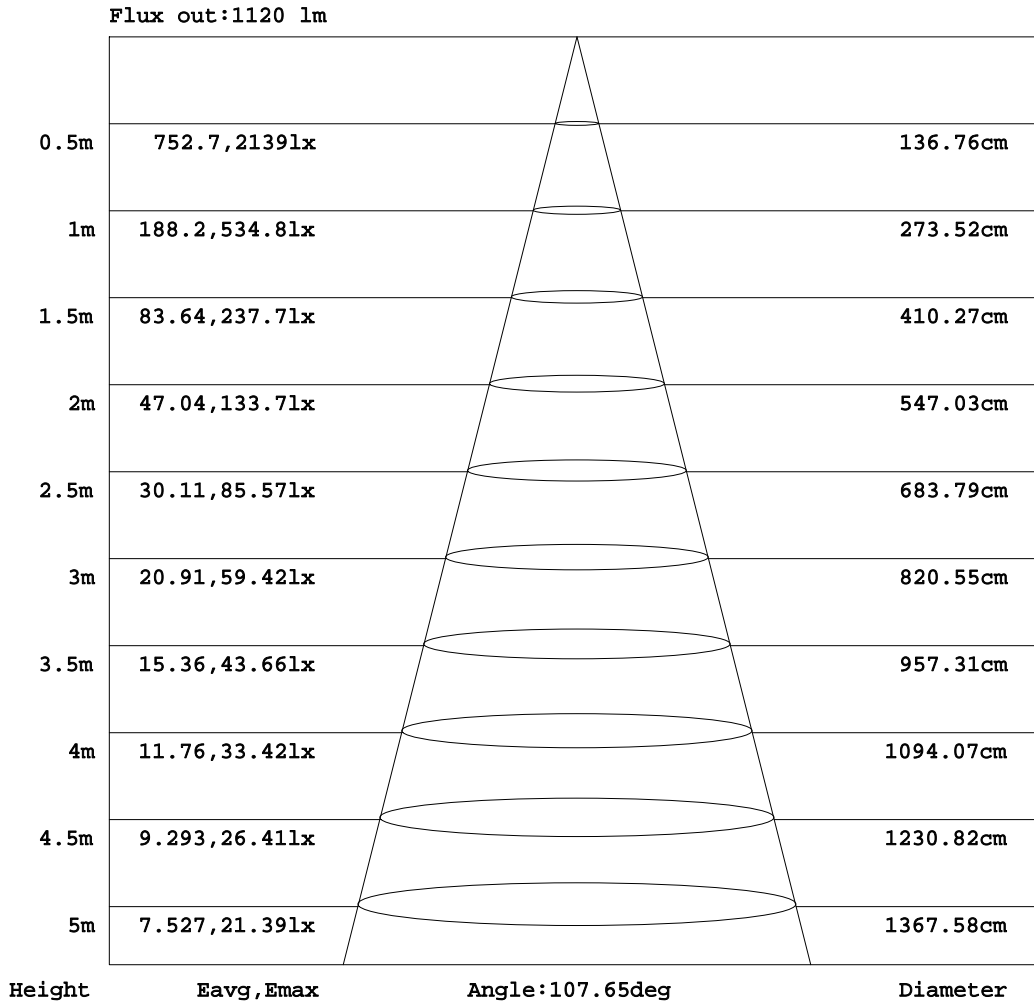 Flux out:1120 lm
0.5m 752.7,2139lx 136.76cm
1m 188.2,534.8lx 273.52cm
1.5m 83.64,237.7lx 410.27cm
2m 47.04,133.7lx 547.03cm
2.5m 30.11,85.57lx 683.79cm
3m 20.91,59.42lx 820.55cm
3.5m 15.36,43.66lx 957.31cm
4m 11.76,33.42lx 1094.07cm
4.5m 9.293,26.41lx 1230.82cm
5m 7.527,21.39lx 1367.58cm
Height Eavg,Emax Angle:107.65deg Diameter